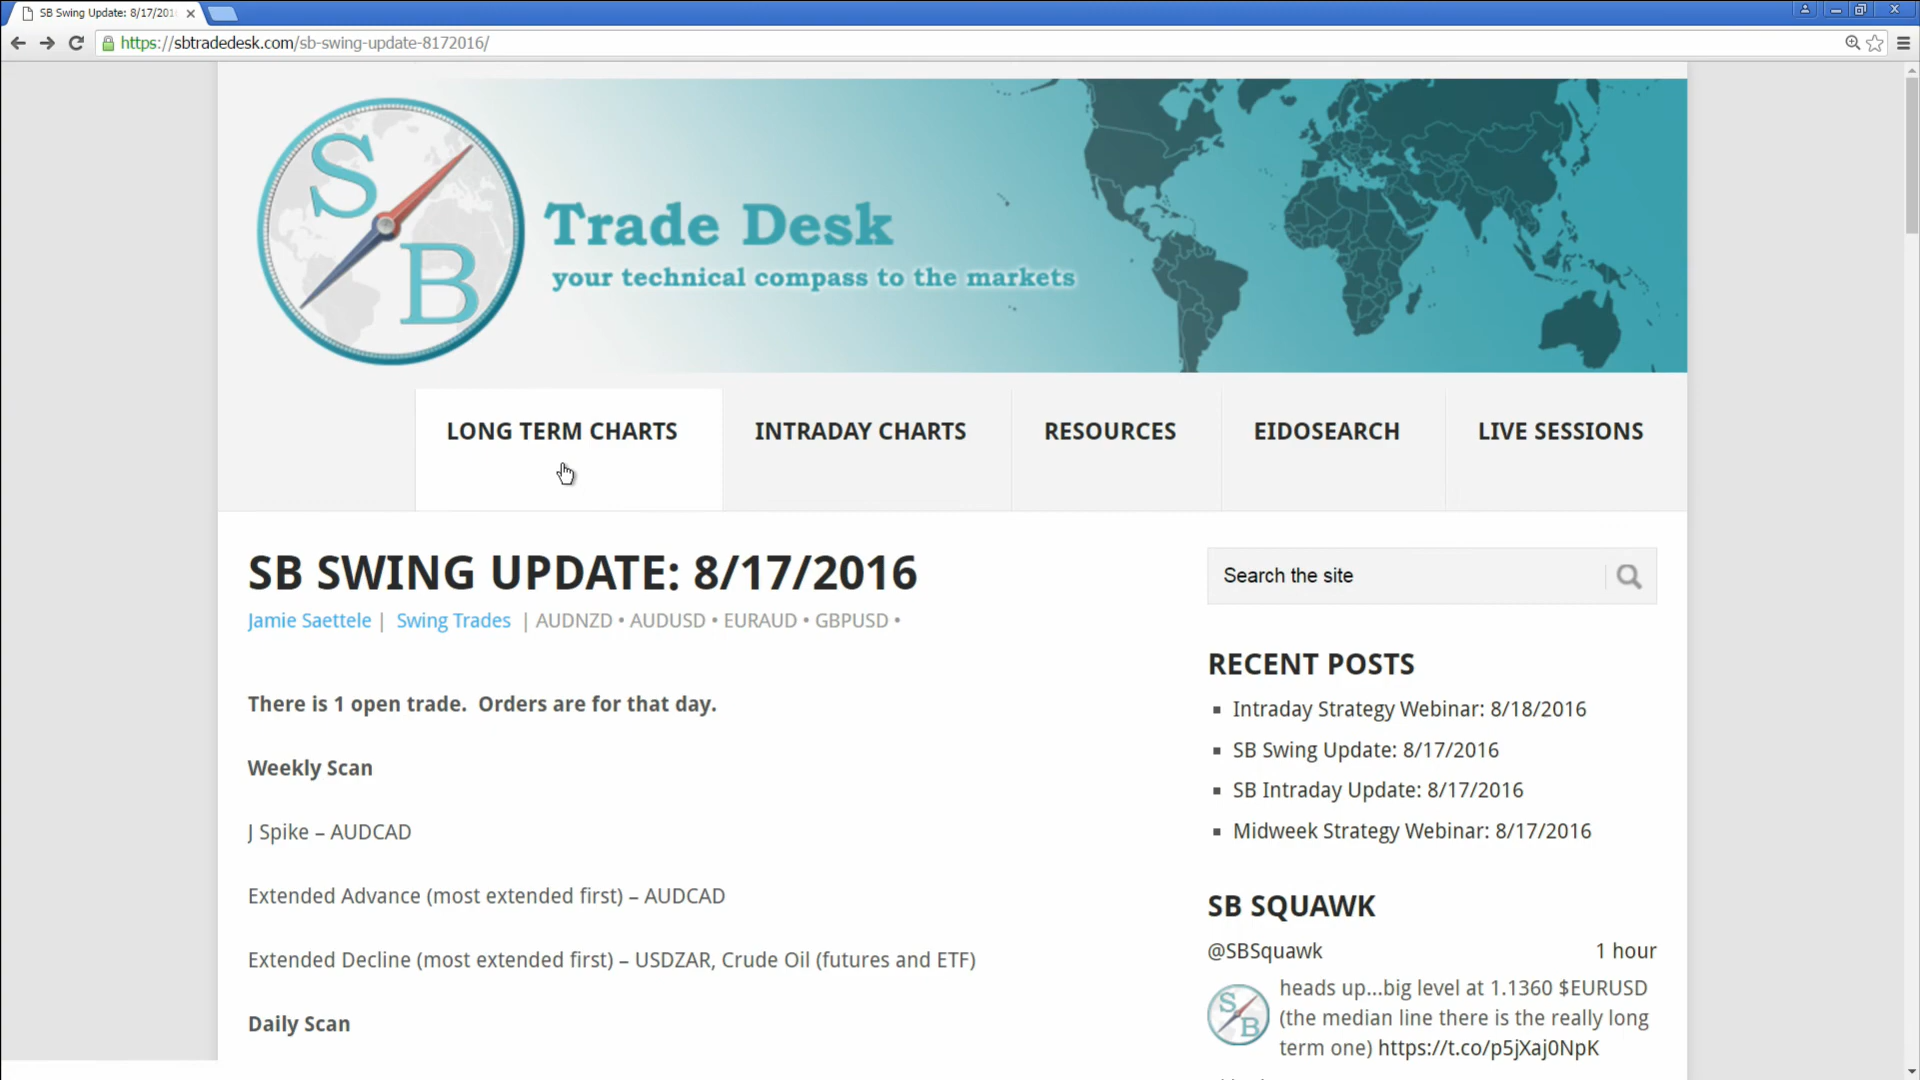 SB Swing Update: 8/17/201
https://sbtradedesk.com/sb-swing-update-8172016/
S
B
Trade Desk
your technical compass to the markets
LONG TERM CHARTS
INTRADAY CHARTS
RESOURCES
EIDOSEARCH
LIVE SESSIONS
SB SWING UPDATE: 8/17/2016
Jamie Saettele | Swing Trades | AUDNZD • AUDUSD • EURAUD • GBPUSD •
There is 1 open trade.  Orders are for that day.
Weekly Scan
J Spike – AUDCAD
Extended Advance (most extended first) – AUDCAD
Extended Decline (most extended first) – USDZAR, Crude Oil (futures and ETF)
Daily Scan
Search the site
RECENT POSTS
Intraday Strategy Webinar: 8/18/2016
SB Swing Update: 8/17/2016
SB Intraday Update: 8/17/2016
Midweek Strategy Webinar: 8/17/2016
SB SQUAWK
@SBSquawk 1 hour
S
B
heads up...big level at 1.1360 $EURUSD
(the median line there is the really long
term one) https://t.co/p5jXaj0NpK